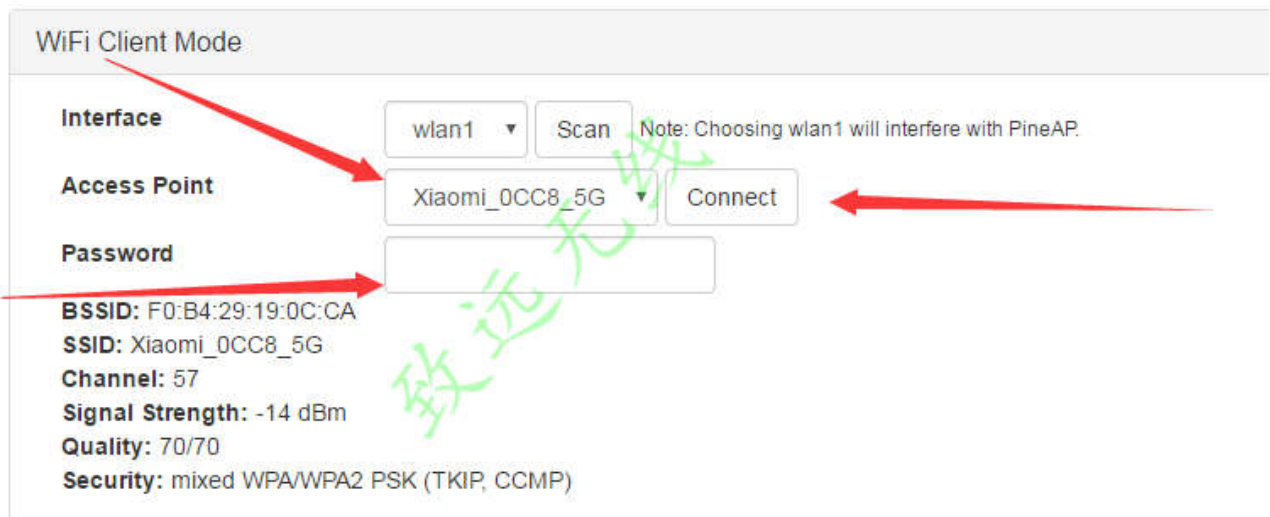 WiFi Client Mode
Interface wlan1 Scan Note: Choosing wlan1 will interfere with PineAP.
Access Point Xiaomi_0CC8_5G Connect
Password
BSSID: F0:B4:29:19:0C:CA
SSID: Xiaomi_0CC8_5G
Channel: 57
Signal Strength: -14 dBm
Quality: 70/70
Security: mixed WPA/WPA2 PSK (TKIP, CCMP)
致远无线